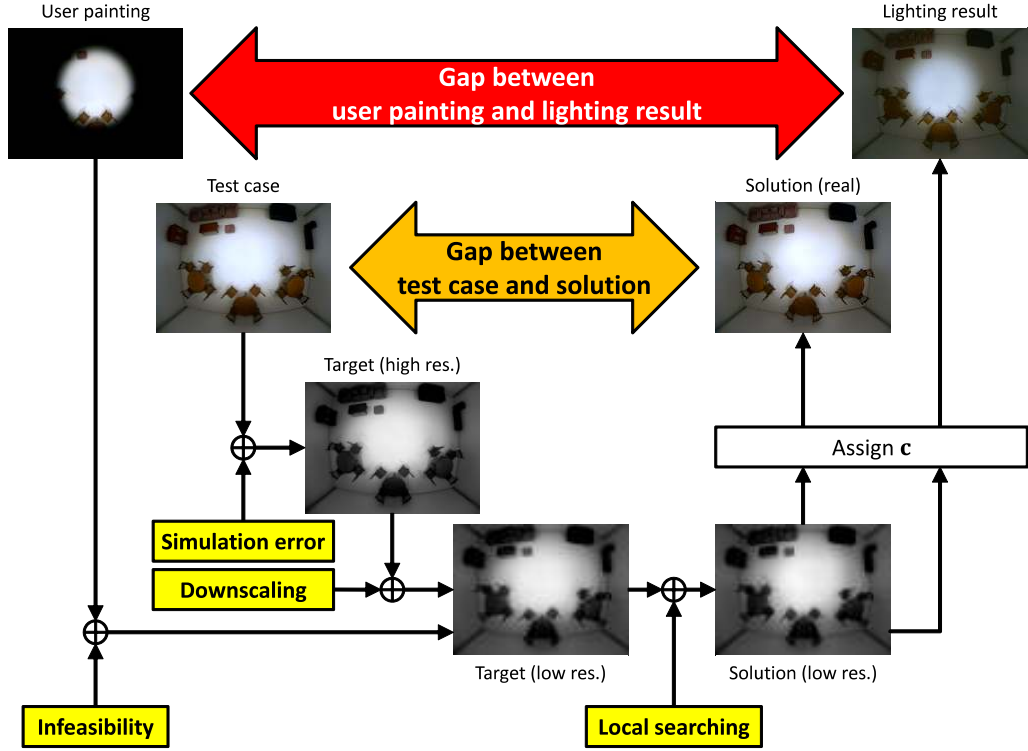 User painting
Lighting result
Gap between
user painting and lighting result
Test case
Solution (real)
Gap between
test case and solution
Target (high res.)
Assign c
Simulation error
Downscaling
Target (low res.)
Solution (low res.)
Infeasibility
Local searching